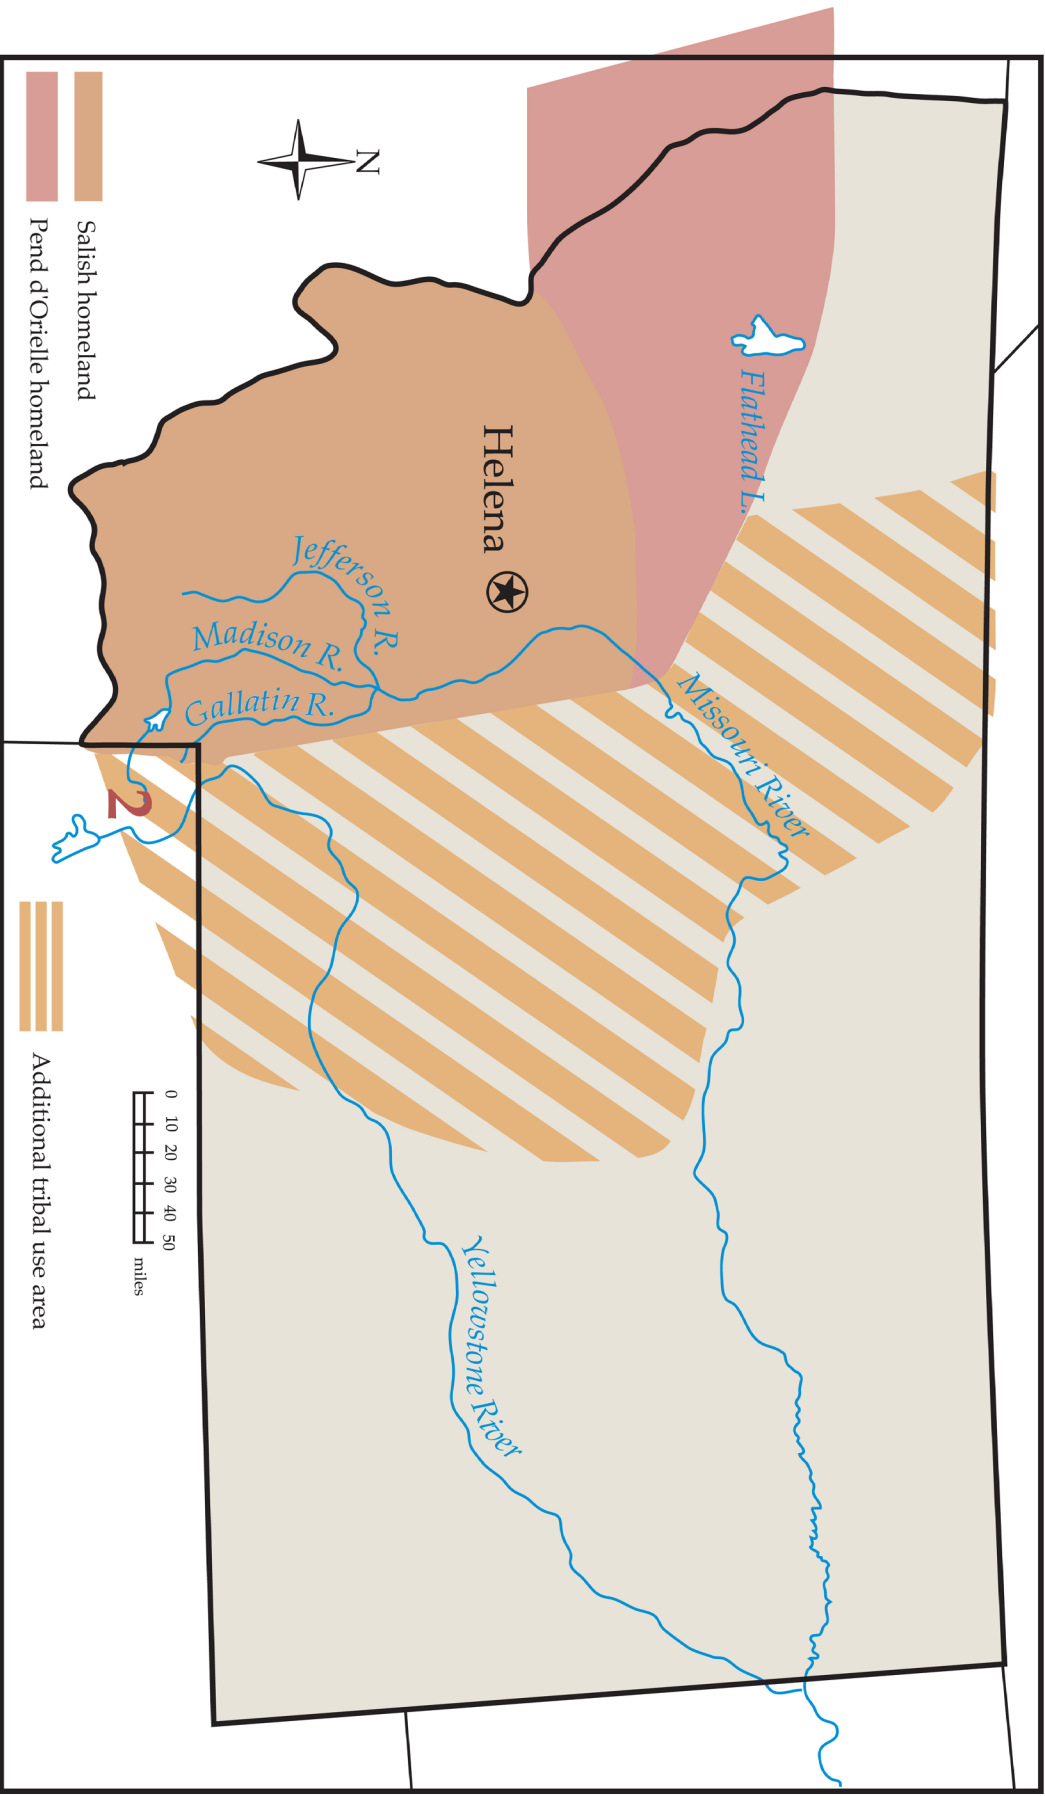 Flathead L.
Missouri River
Helena
Jefferson R.
Madison R.
Gallatin R.
Yellowstone River
2
N
Salish homeland
Pend d'Orielle homeland
Additional tribal use area
0 10 20 30 40 50
miles